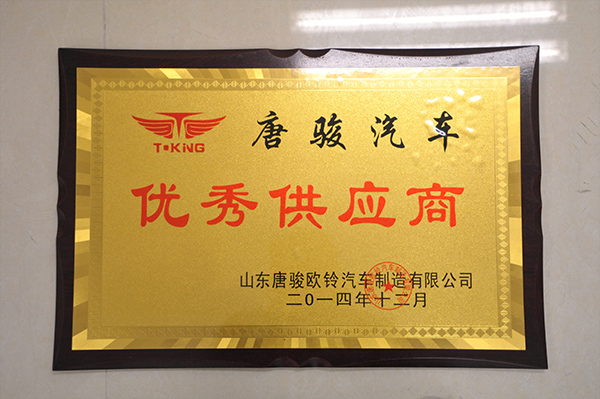 T·KiNG
唐骏汽车
优秀供应商
山东唐骏欧铃汽车制造有限公司
二0一四年十二月